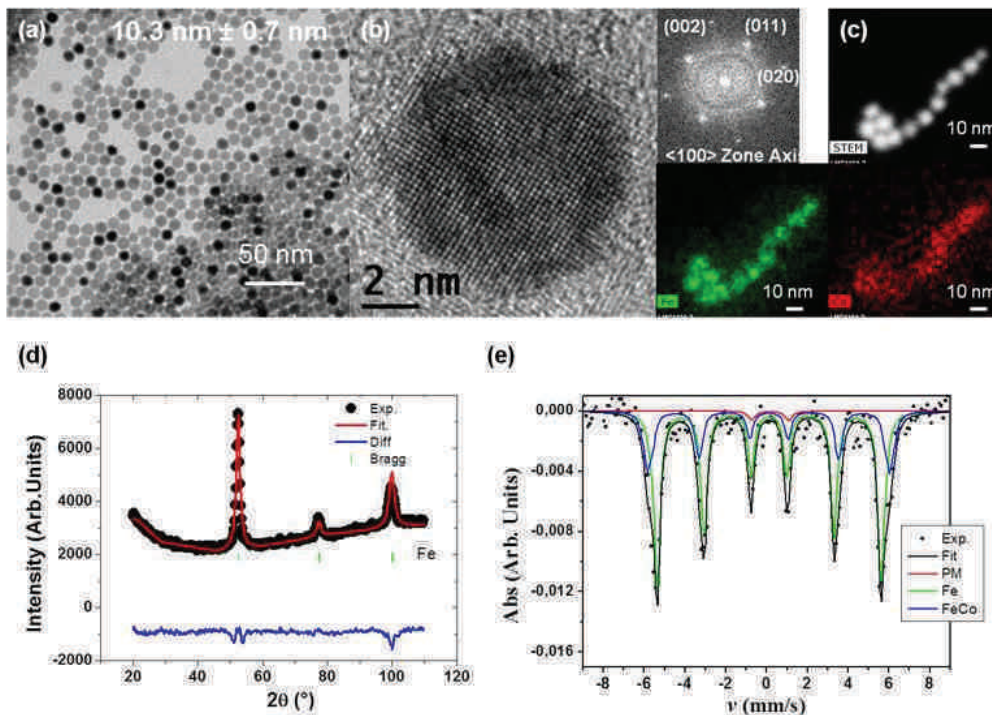 (a)
10.3 nm ± 0.7 nm
50 nm
(b)
2 nm
(002)
(011)
(020)
<100> Zone Axis
(c)
STEM
10 nm
Fe
10 nm
10 nm
(d)
8000
6000
4000
2000
0
-2000
Intensity (Arb.Units)
Exp.
Fit.
Diff
Bragg
Fe
20
40
60
80
100
120
2θ (°)
(e)
0,000
-0,004
-0,008
-0,012
-0,016
Abs (Arb. Units)
Exp.
Fit
PM
Fe
FeCo
-8
-6
-4
-2
0
2
4
6
8
v (mm/s)